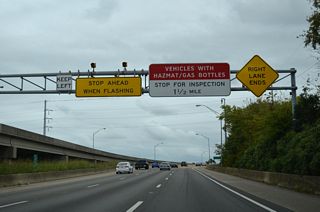 KEEP
LEFT
STOP AHEAD
WHEN FLASHING
VEHICLES WITH
HAZMAT/GAS BOTTLES
STOP FOR INSPECTION
1 1/2 MILE
RIGHT
LANE
ENDS